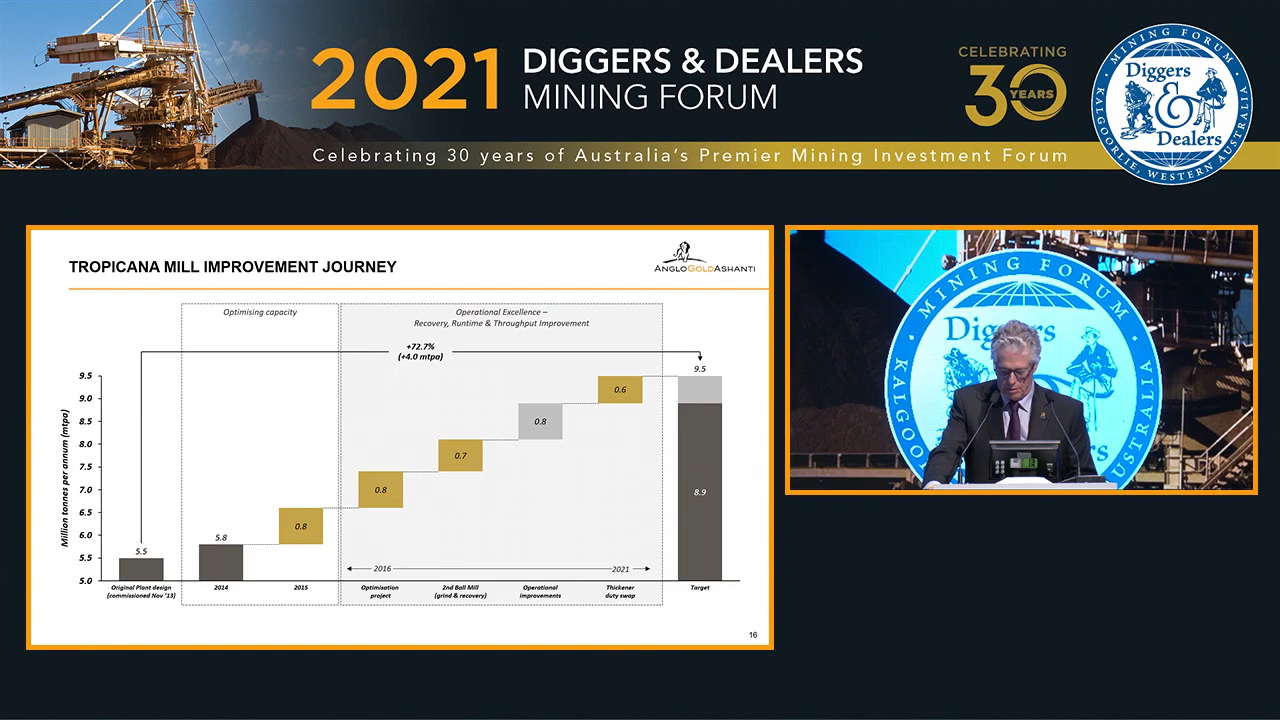 2021 DIGGERS & DEALERS
MINING FORUM
CELEBRATING
30 YEARS
Celebrating 30 years of Australia's Premier Mining Investment Forum
MINING FORUM
Diggers
&
Dealers
KALGOORLIE, WESTERN AUSTRALIA
TROPICANA MILL IMPROVEMENT JOURNEY
ANGLOGOLDASHANTI
Optimising capacity
Operational Excellence –
Recovery, Runtime & Throughput Improvement
+72.7%
(+4.0 mtpa)
Million tonnes per annum (mtpa)
9.5
9.0
8.5
8.0
7.5
7.0
6.5
6.0
5.5
5.0
5.5
5.8
0.8
0.8
0.7
0.8
0.6
9.5
8.9
2016
2021
Original Plant design
(commissioned Nov '13)
2014
2015
Optimisation
project
2nd Ball Mill
(grind & recovery)
Operational
improvements
Thickener
duty swap
Target
16
MINING FORUM
Diggers